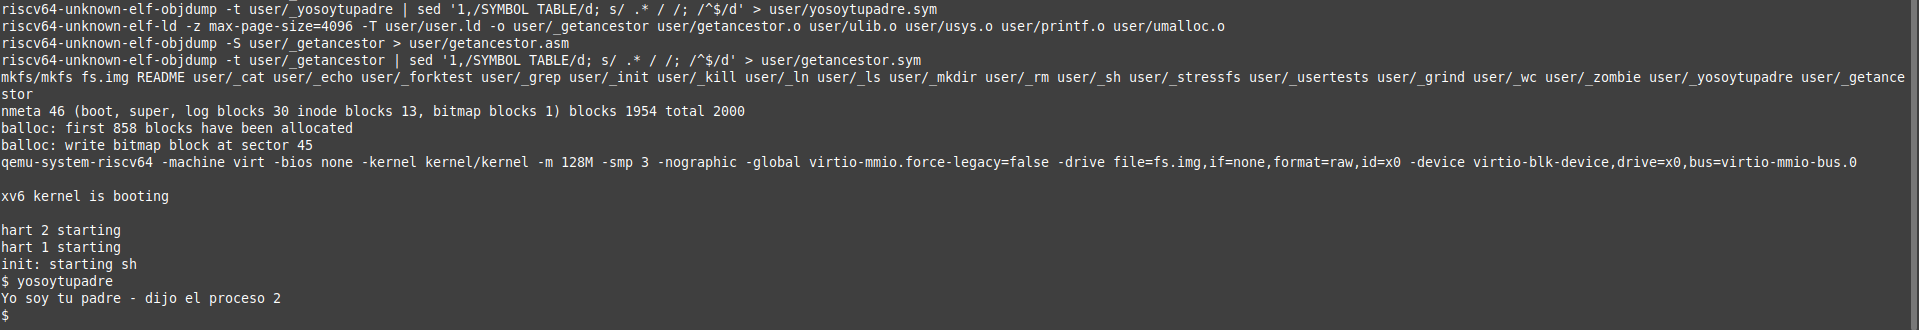 riscv64-unknown-elf-objdump -t user/_yosoytupadre | sed '1,/SYMBOL TABLE/d; s/ .* / /; /^$/d' > user/yosoytupadre.sym
riscv64-unknown-elf-ld -z max-page-size=4096 -T user/user.ld -o user/_getancestor user/getancestor.o user/ulib.o user/usys.o user/printf.o user/umalloc.o
riscv64-unknown-elf-objdump -S user/_getancestor > user/getancestor.asm
riscv64-unknown-elf-objdump -t user/_getancestor | sed '1,/SYMBOL TABLE/d; s/ .* / /; /^$/d' > user/getancestor.sym
mkfs/mkfs fs.img README user/_cat user/_echo user/_forktest user/_grep user/_init user/_kill user/_ln user/_ls user/_mkdir user/_rm user/_sh user/_stressfs user/_usertests user/_grind user/_wc user/_zombie user/_yosoytupadre user/_getance
stor
nmeta 46 (boot, super, log blocks 30 inode blocks 13, bitmap blocks 1) blocks 1954 total 2000
balloc: first 858 blocks have been allocated
balloc: write bitmap block at sector 45
qemu-system-riscv64 -machine virt -bios none -kernel kernel/kernel -m 128M -smp 3 -nographic -global virtio-mmio.force-legacy=false -drive file=fs.img,if=none,format=raw,id=x0 -device virtio-blk-device,drive=x0,bus=virtio-mmio-bus.0
xv6 kernel is booting
hart 2 starting
hart 1 starting
init: starting sh
$ yosoytupadre
Yo soy tu padre - dijo el proceso 2
$